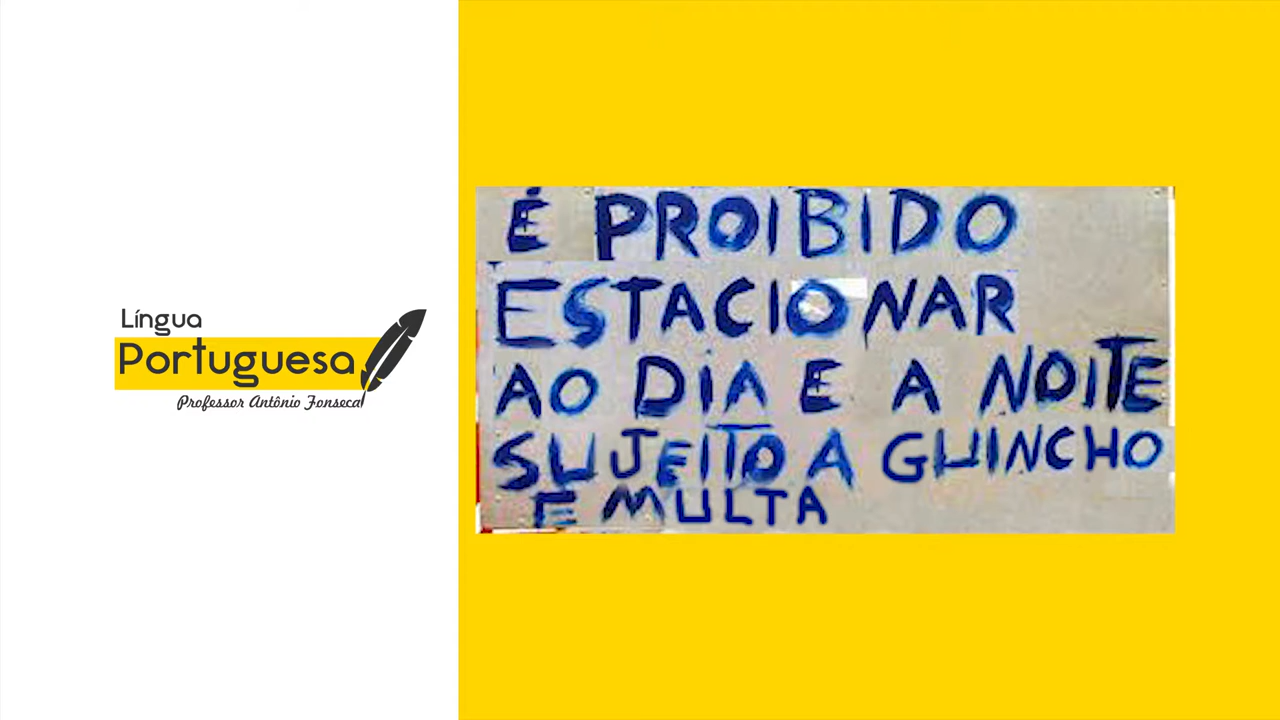 Língua
Portuguesa
Professor Antônio Fonseca
É PROIBIDO
ESTACIONAR
AO DIA E A NOITE
SUJEITO A GUINCHO
E MULTA